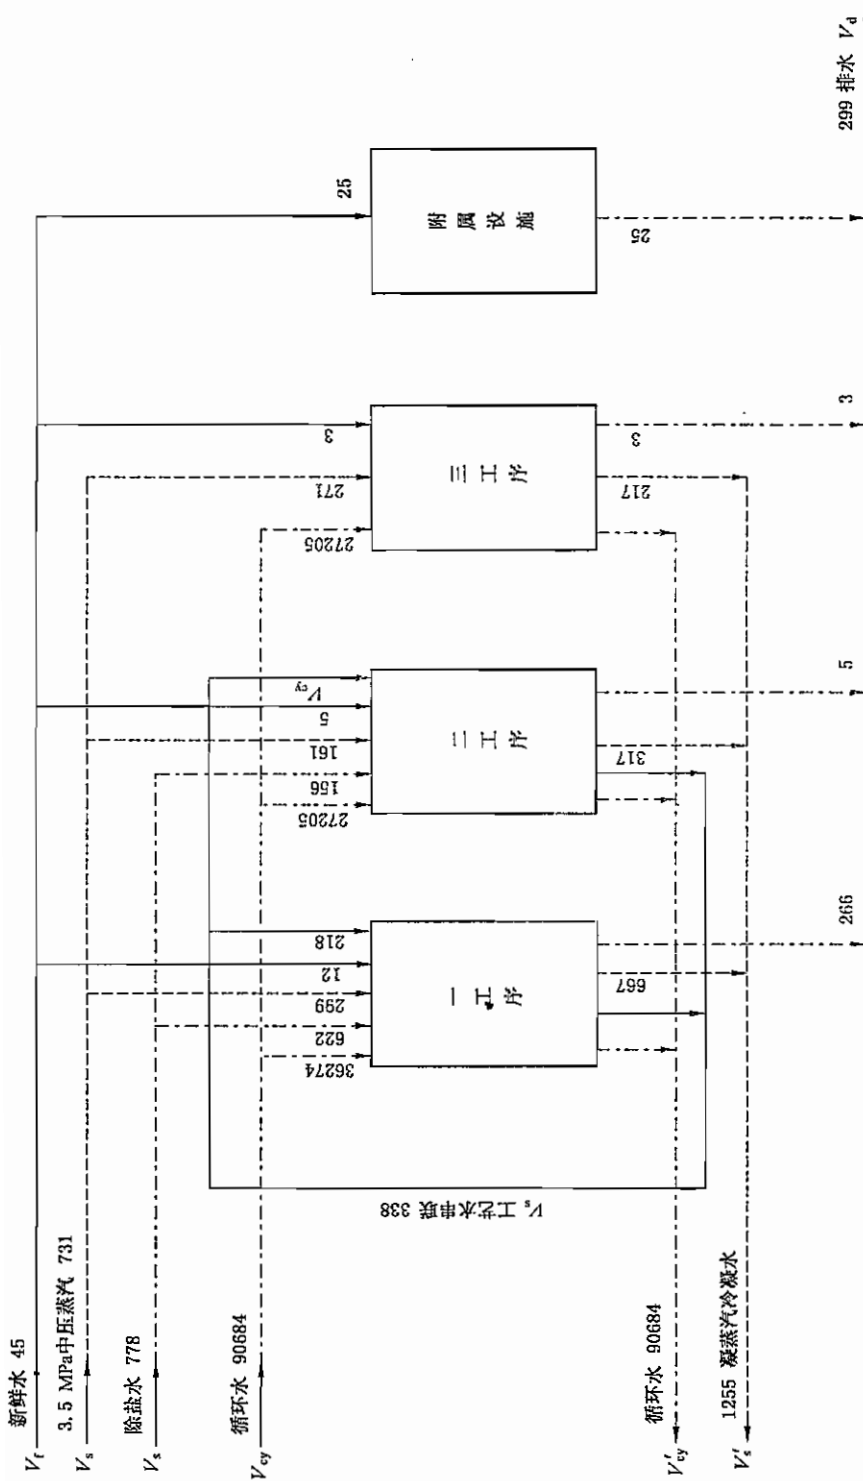 新鲜水 45
V_f
3.5 MPa中压蒸汽 731
V_s
除盐水 778
V_s
循环水 90684
V_cy
V_s 工艺水串联 338
36274
622
299
12
218
一工序
667
266
27205
156
161
5
V_cy
二工序
317
5
27205
271
3
三工序
217
3
3
25
附属设施
25
循环水 90684
V'_cy
1255 凝蒸汽冷凝水
V'_s
299 排水 V_d